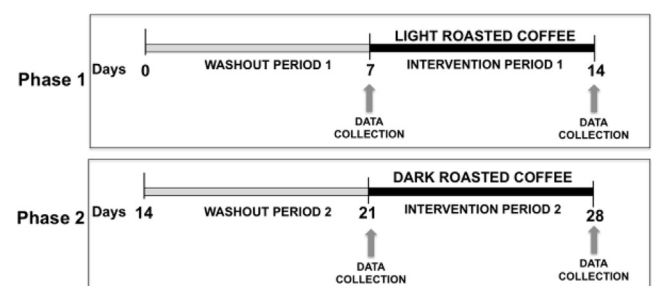 LIGHT ROASTED COFFEE
Phase 1
Days 0 7 14
WASHOUT PERIOD 1
INTERVENTION PERIOD 1
DATA
COLLECTION
DATA
COLLECTION
DARK ROASTED COFFEE
Phase 2
Days 14 21 28
WASHOUT PERIOD 2
INTERVENTION PERIOD 2
DATA
COLLECTION
DATA
COLLECTION